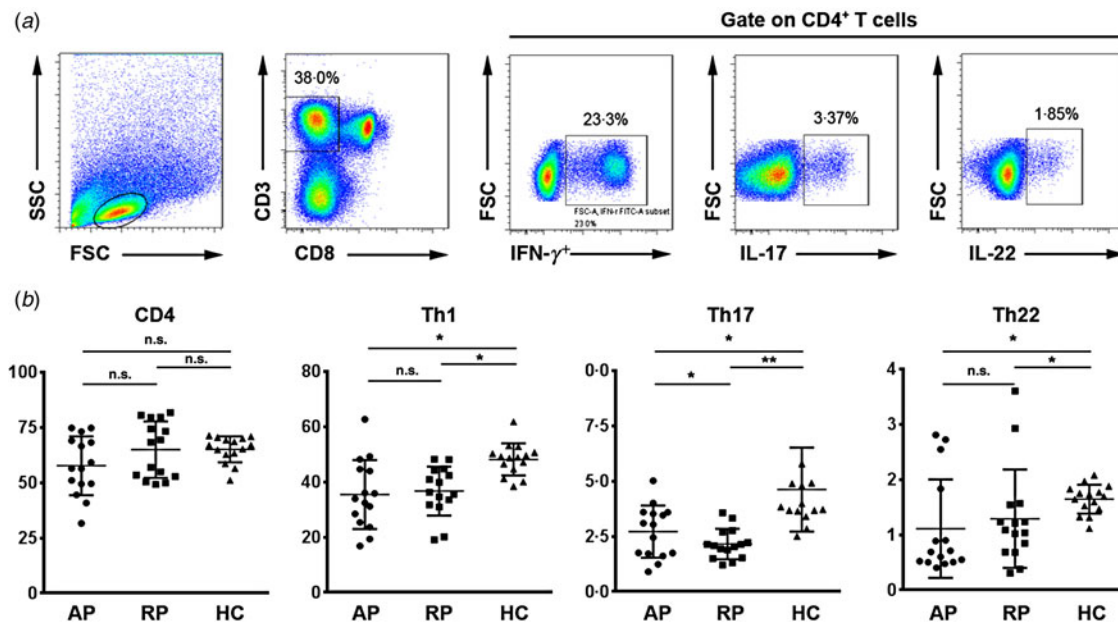 (a)
Gate on CD4+ T cells
38·0%
23·3%
3·37%
1·85%
SSC
CD3
FSC
FSC
FSC
FSC-A, IFN-r FITC-A subset
23.0%
FSC
CD8
IFN-γ+
IL-17
IL-22
(b)
CD4
Th1
Th17
Th22
n.s.
n.s.
n.s.
*
*
n.s.
*
**
*
*
*
n.s.
100
75
50
25
0
80
60
40
20
0
0·0
7·5
5·0
2·5
0·0
4
3
2
1
0
AP RP HC
AP RP HC
AP RP HC
AP RP HC